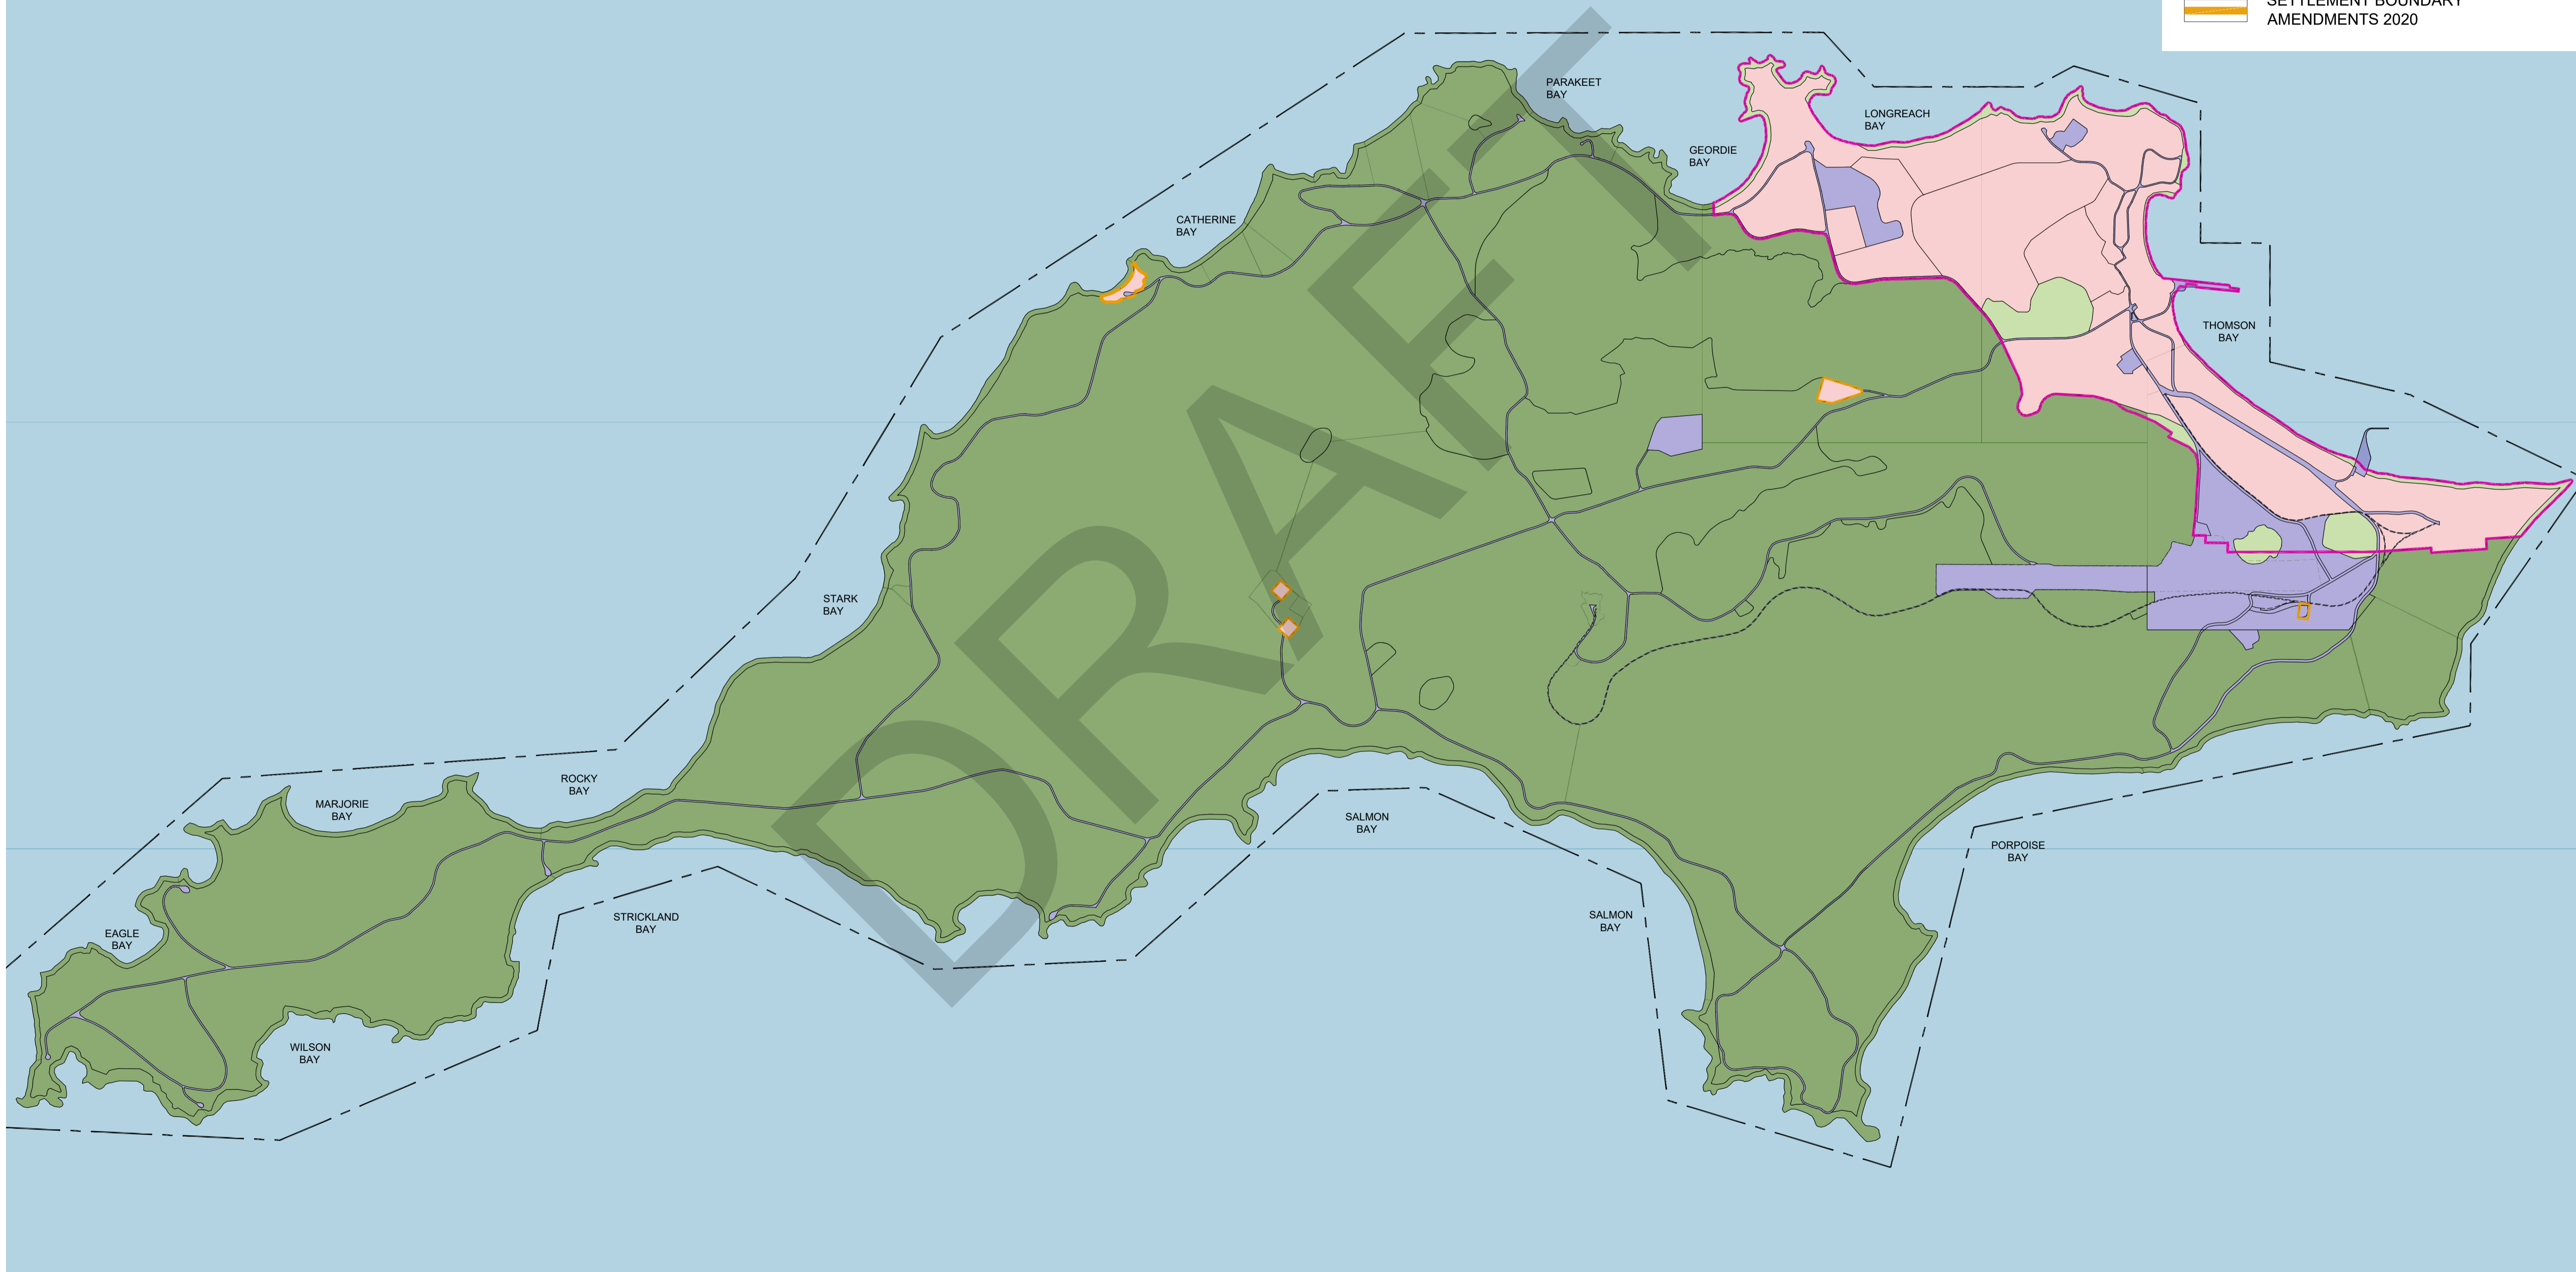 SETTLEMENT BOUNDARY
AMENDMENTS 2020
PARAKEET
BAY
LONGREACH
BAY
GEORDIE
BAY
CATHERINE
BAY
THOMSON
BAY
STARK
BAY
ROCKY
BAY
MARJORIE
BAY
SALMON
BAY
PORPOISE
BAY
STRICKLAND
BAY
SALMON
BAY
EAGLE
BAY
WILSON
BAY
DRAFT